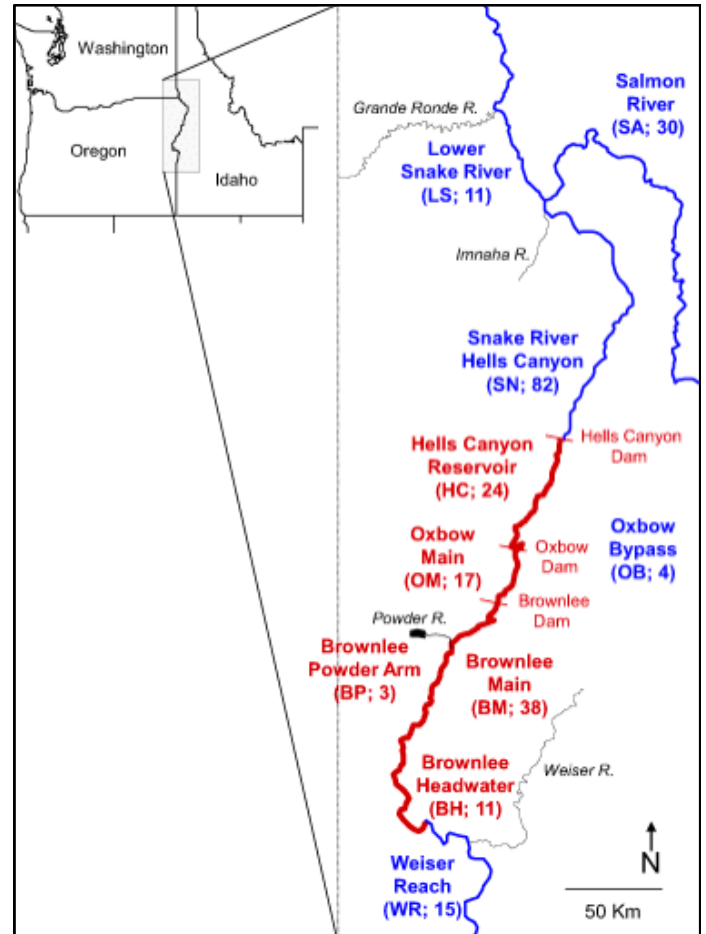 Washington
Oregon
Idaho
Salmon
River
(SA; 30)
Grande Ronde R.
Lower
Snake River
(LS; 11)
Imnaha R.
Snake River
Hells Canyon
(SN; 82)
Hells Canyon
Dam
Hells Canyon
Reservoir
(HC; 24)
Oxbow
Main
(OM; 17)
Oxbow
Dam
Oxbow
Bypass
(OB; 4)
Brownlee
Dam
Powder R.
Brownlee
Powder Arm
(BP; 3)
Brownlee
Main
(BM; 38)
Brownlee
Headwater
(BH; 11)
Weiser R.
Weiser
Reach
(WR; 15)
N
50 Km